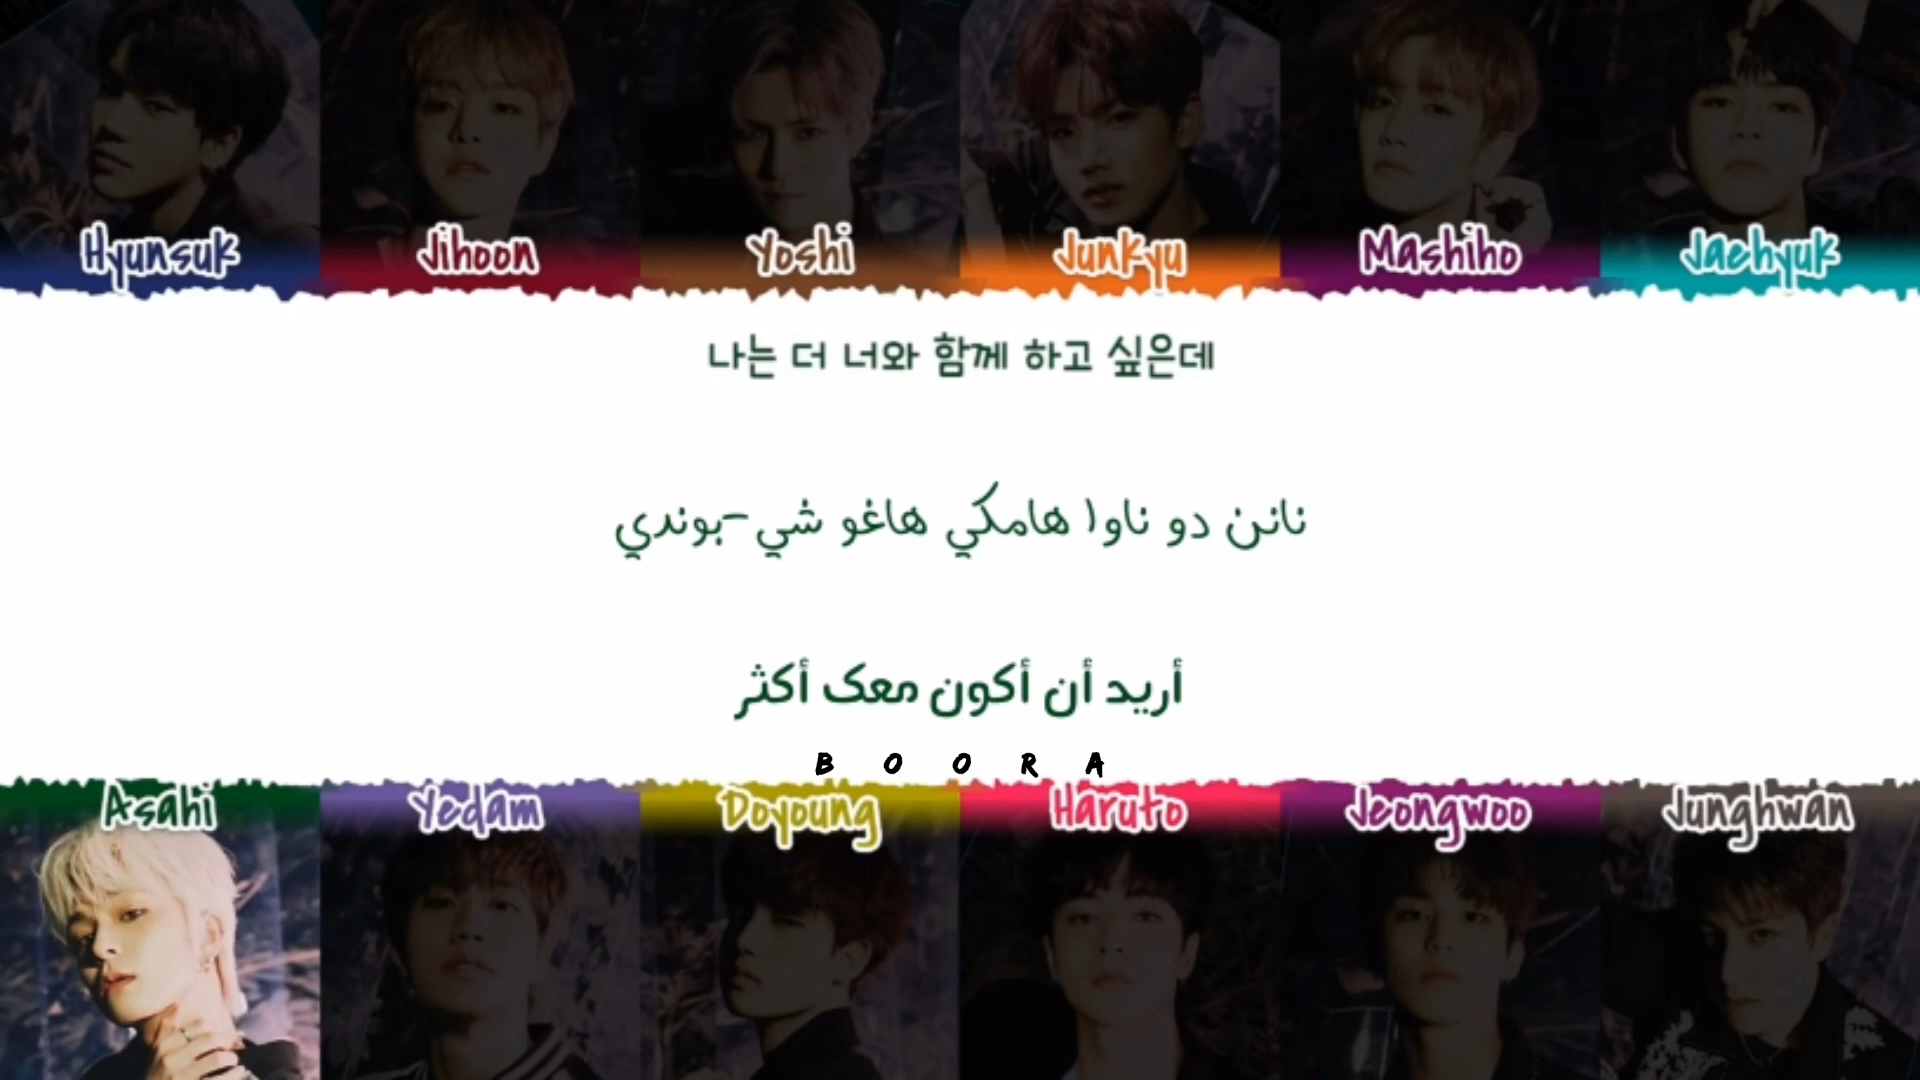 Hyunsuk Jihoon Yoshi Junkyu Mashiho Jaehyuk
나는 더 너와 함께 하고 싶은데
نانن دو ناوا هامكي هاغو شي-بوندي
أريد أن أكون معك أكثر
BOORA
Asahi Yedam Doyoung Haruto Jeongwoo Junghwan